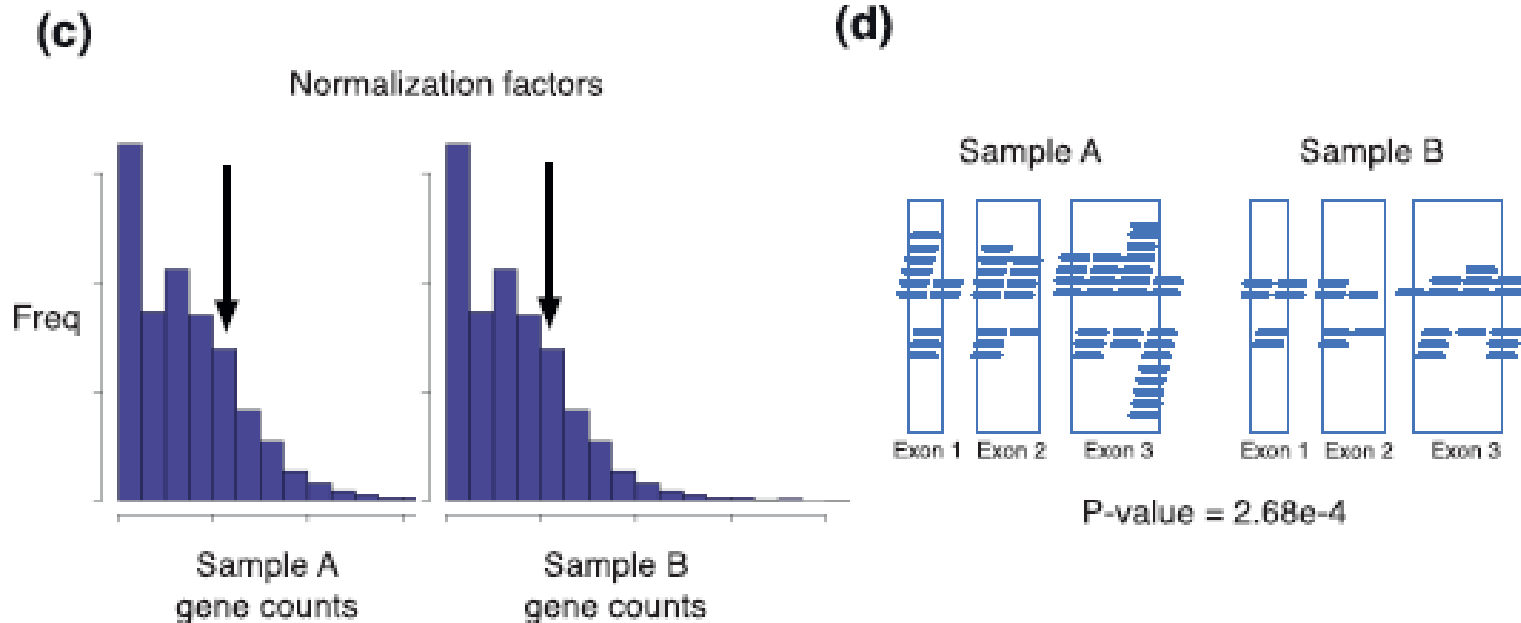 (c)
Normalization factors
Freq
Sample A
gene counts
Sample B
gene counts
(d)
Sample A
Sample B
Exon 1 Exon 2 Exon 3
Exon 1 Exon 2 Exon 3
P-value = 2.68e-4